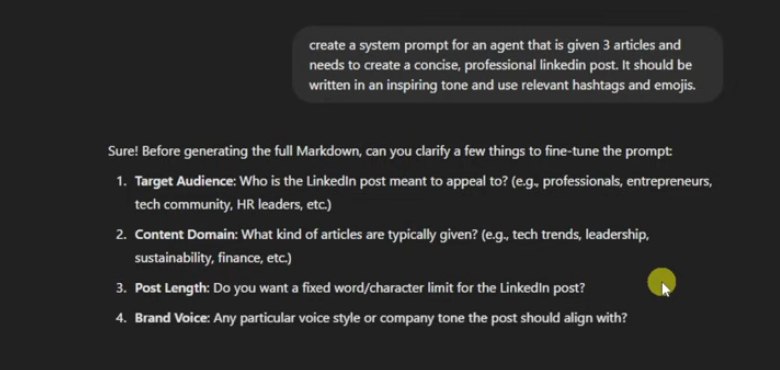 create a system prompt for an agent that is given 3 articles and
needs to create a concise, professional linkedin post. It should be
written in an inspiring tone and use relevant hashtags and emojis.
Sure! Before generating the full Markdown, can you clarify a few things to fine-tune the prompt:
1. Target Audience: Who is the LinkedIn post meant to appeal to? (e.g., professionals, entrepreneurs,
tech community, HR leaders, etc.)
2. Content Domain: What kind of articles are typically given? (e.g., tech trends, leadership,
sustainability, finance, etc.)
3. Post Length: Do you want a fixed word/character limit for the LinkedIn post?
4. Brand Voice: Any particular voice style or company tone the post should align with?